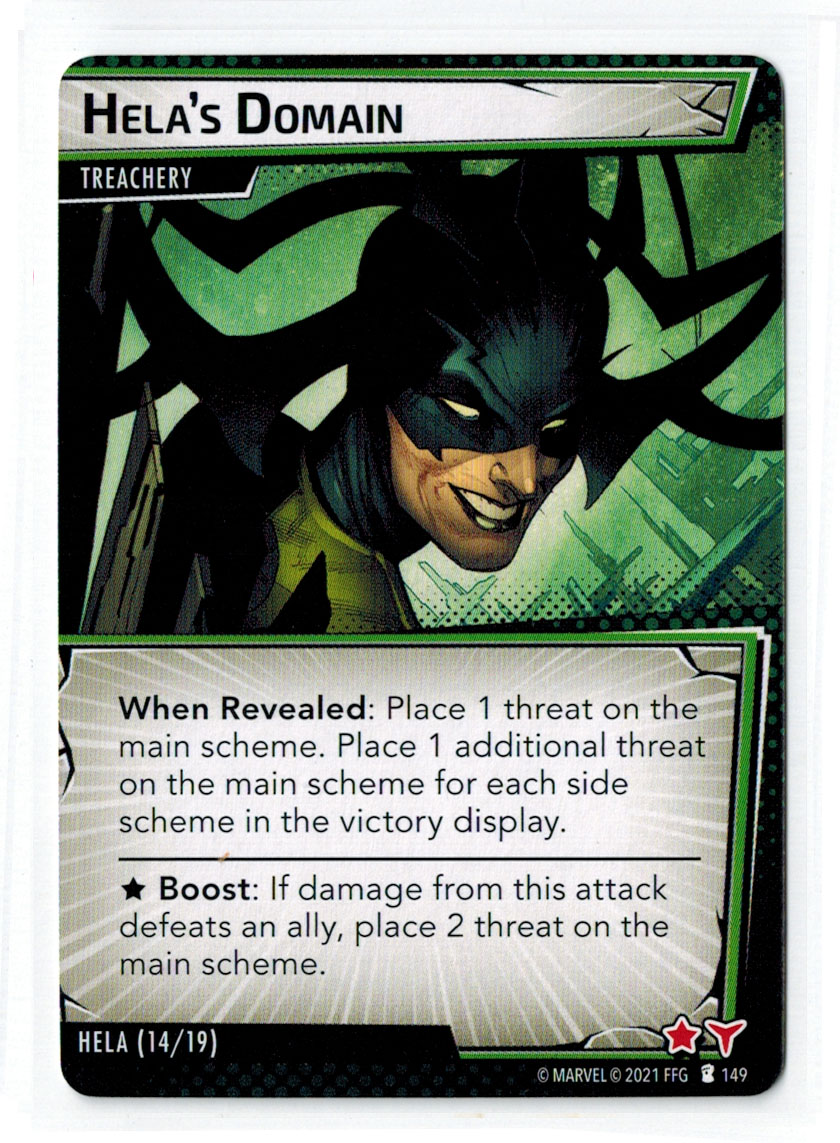 HELA'S DOMAIN
TREACHERY
When Revealed: Place 1 threat on the
main scheme. Place 1 additional threat
on the main scheme for each side
scheme in the victory display.
★ Boost: If damage from this attack
defeats an ally, place 2 threat on the
main scheme.
HELA (14/19)
© MARVEL © 2021 FFG 149